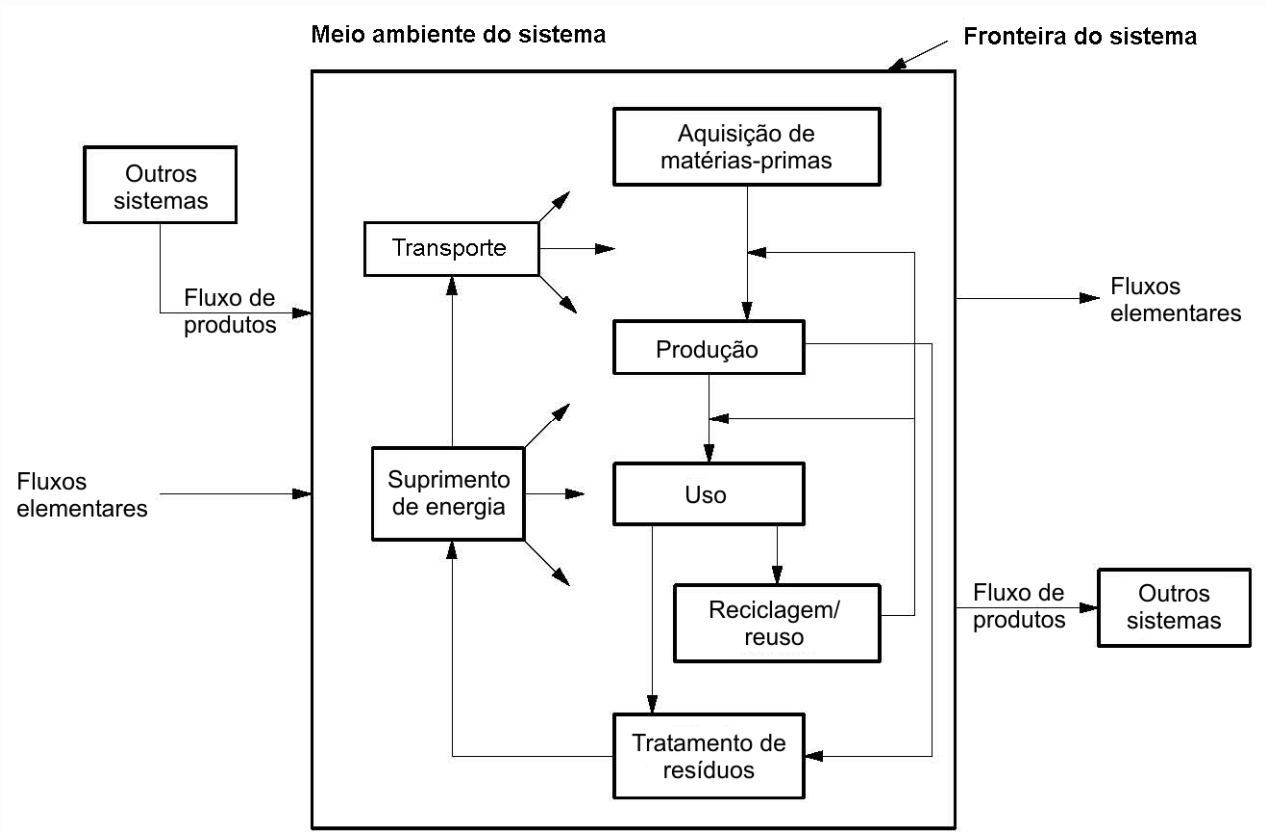 Meio ambiente do sistema
Fronteira do sistema
Aquisição de
matérias-primas
Outros
sistemas
Transporte
Fluxo de
produtos
Fluxos
elementares
Produção
Suprimento
de energia
Uso
Fluxos
elementares
Reciclagem/
reuso
Fluxo de
produtos
Outros
sistemas
Tratamento de
resíduos